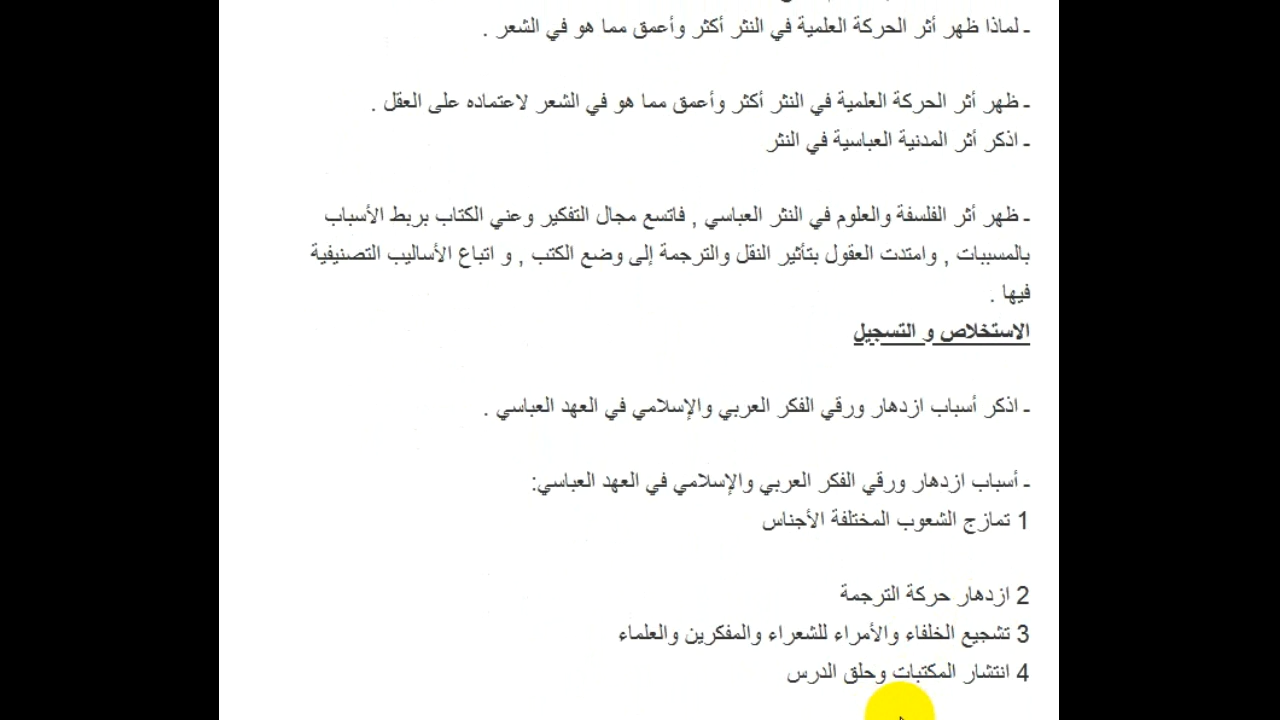 ـ لماذا ظهر أثر الحركة العلمية في النثر أكثر وأعمق مما هو في الشعر .
ـ ظهر أثر الحركة العلمية في النثر أكثر وأعمق مما هو في الشعر لاعتماده على العقل .
ـ اذكر أثر المدنية العباسية في النثر
ـ ظهر أثر الفلسفة والعلوم في النثر العباسي , فاتسع مجال التفكير وعني الكتاب بربط الأسباب
بالمسببات , وامتدت العقول بتأثير النقل والترجمة إلى وضع الكتب , و اتباع الأساليب التصنيفية
فيها .
الاستخلاص و التسجيل
ـ اذكر أسباب ازدهار ورقي الفكر العربي والإسلامي في العهد العباسي .
ـ أسباب ازدهار ورقي الفكر العربي والإسلامي في العهد العباسي:
1 تمازج الشعوب المختلفة الأجناس
2 ازدهار حركة الترجمة
3 تشجيع الخلفاء والأمراء للشعراء والمفكرين والعلماء
4 انتشار المكتبات وحلق الدرس